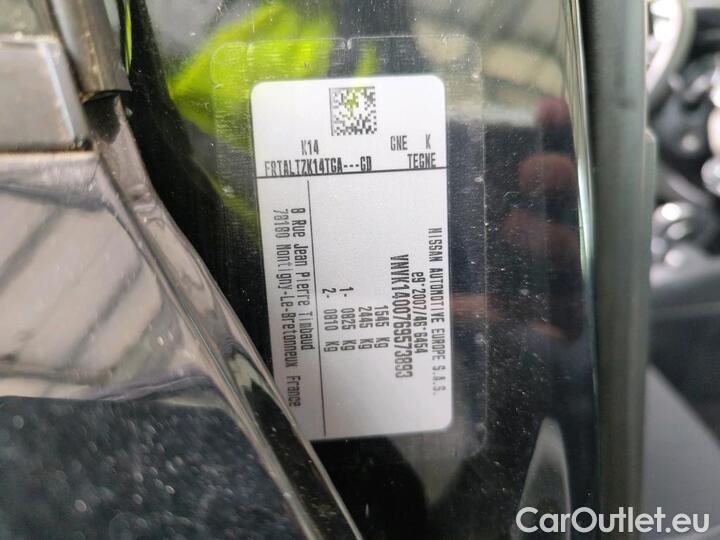 NISSAN AUTOMOTIVE EUROPE S.A.S.
e9*2007/46*6454
VNVK1400769573893
1545 Kg
2445 Kg
1- 0825 Kg
2- 0810 Kg
8 Rue Jean Pierre Timbaud
78180 Montigny-Le-Bretonneux France
K14 GNE K
FRTALTZK14TGA---GD TEGNE
CarOutlet.eu